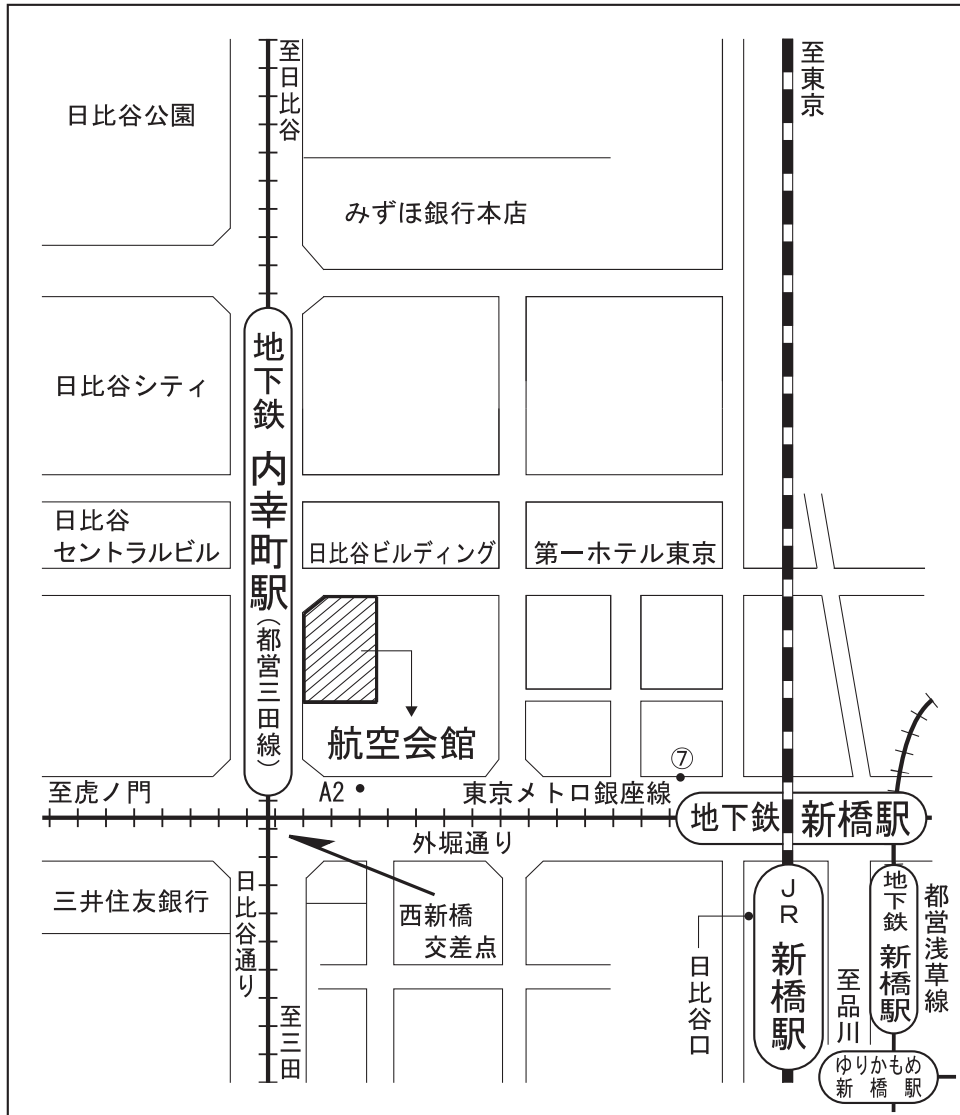 至日比谷
至東京
日比谷公園
みずほ銀行本店
日比谷シティ
地下鉄 内幸町駅(都営三田線)
日比谷
セントラルビル
日比谷ビルディング
第一ホテル東京
航空会館
⑦
至虎ノ門
A2
東京メトロ銀座線
地下鉄 新橋駅
外堀通り
三井住友銀行
日比谷通り
西新橋
交差点
JR 新橋駅
地下鉄 新橋駅
都営浅草線
日比谷口
至品川
至三田
ゆりかもめ
新橋駅